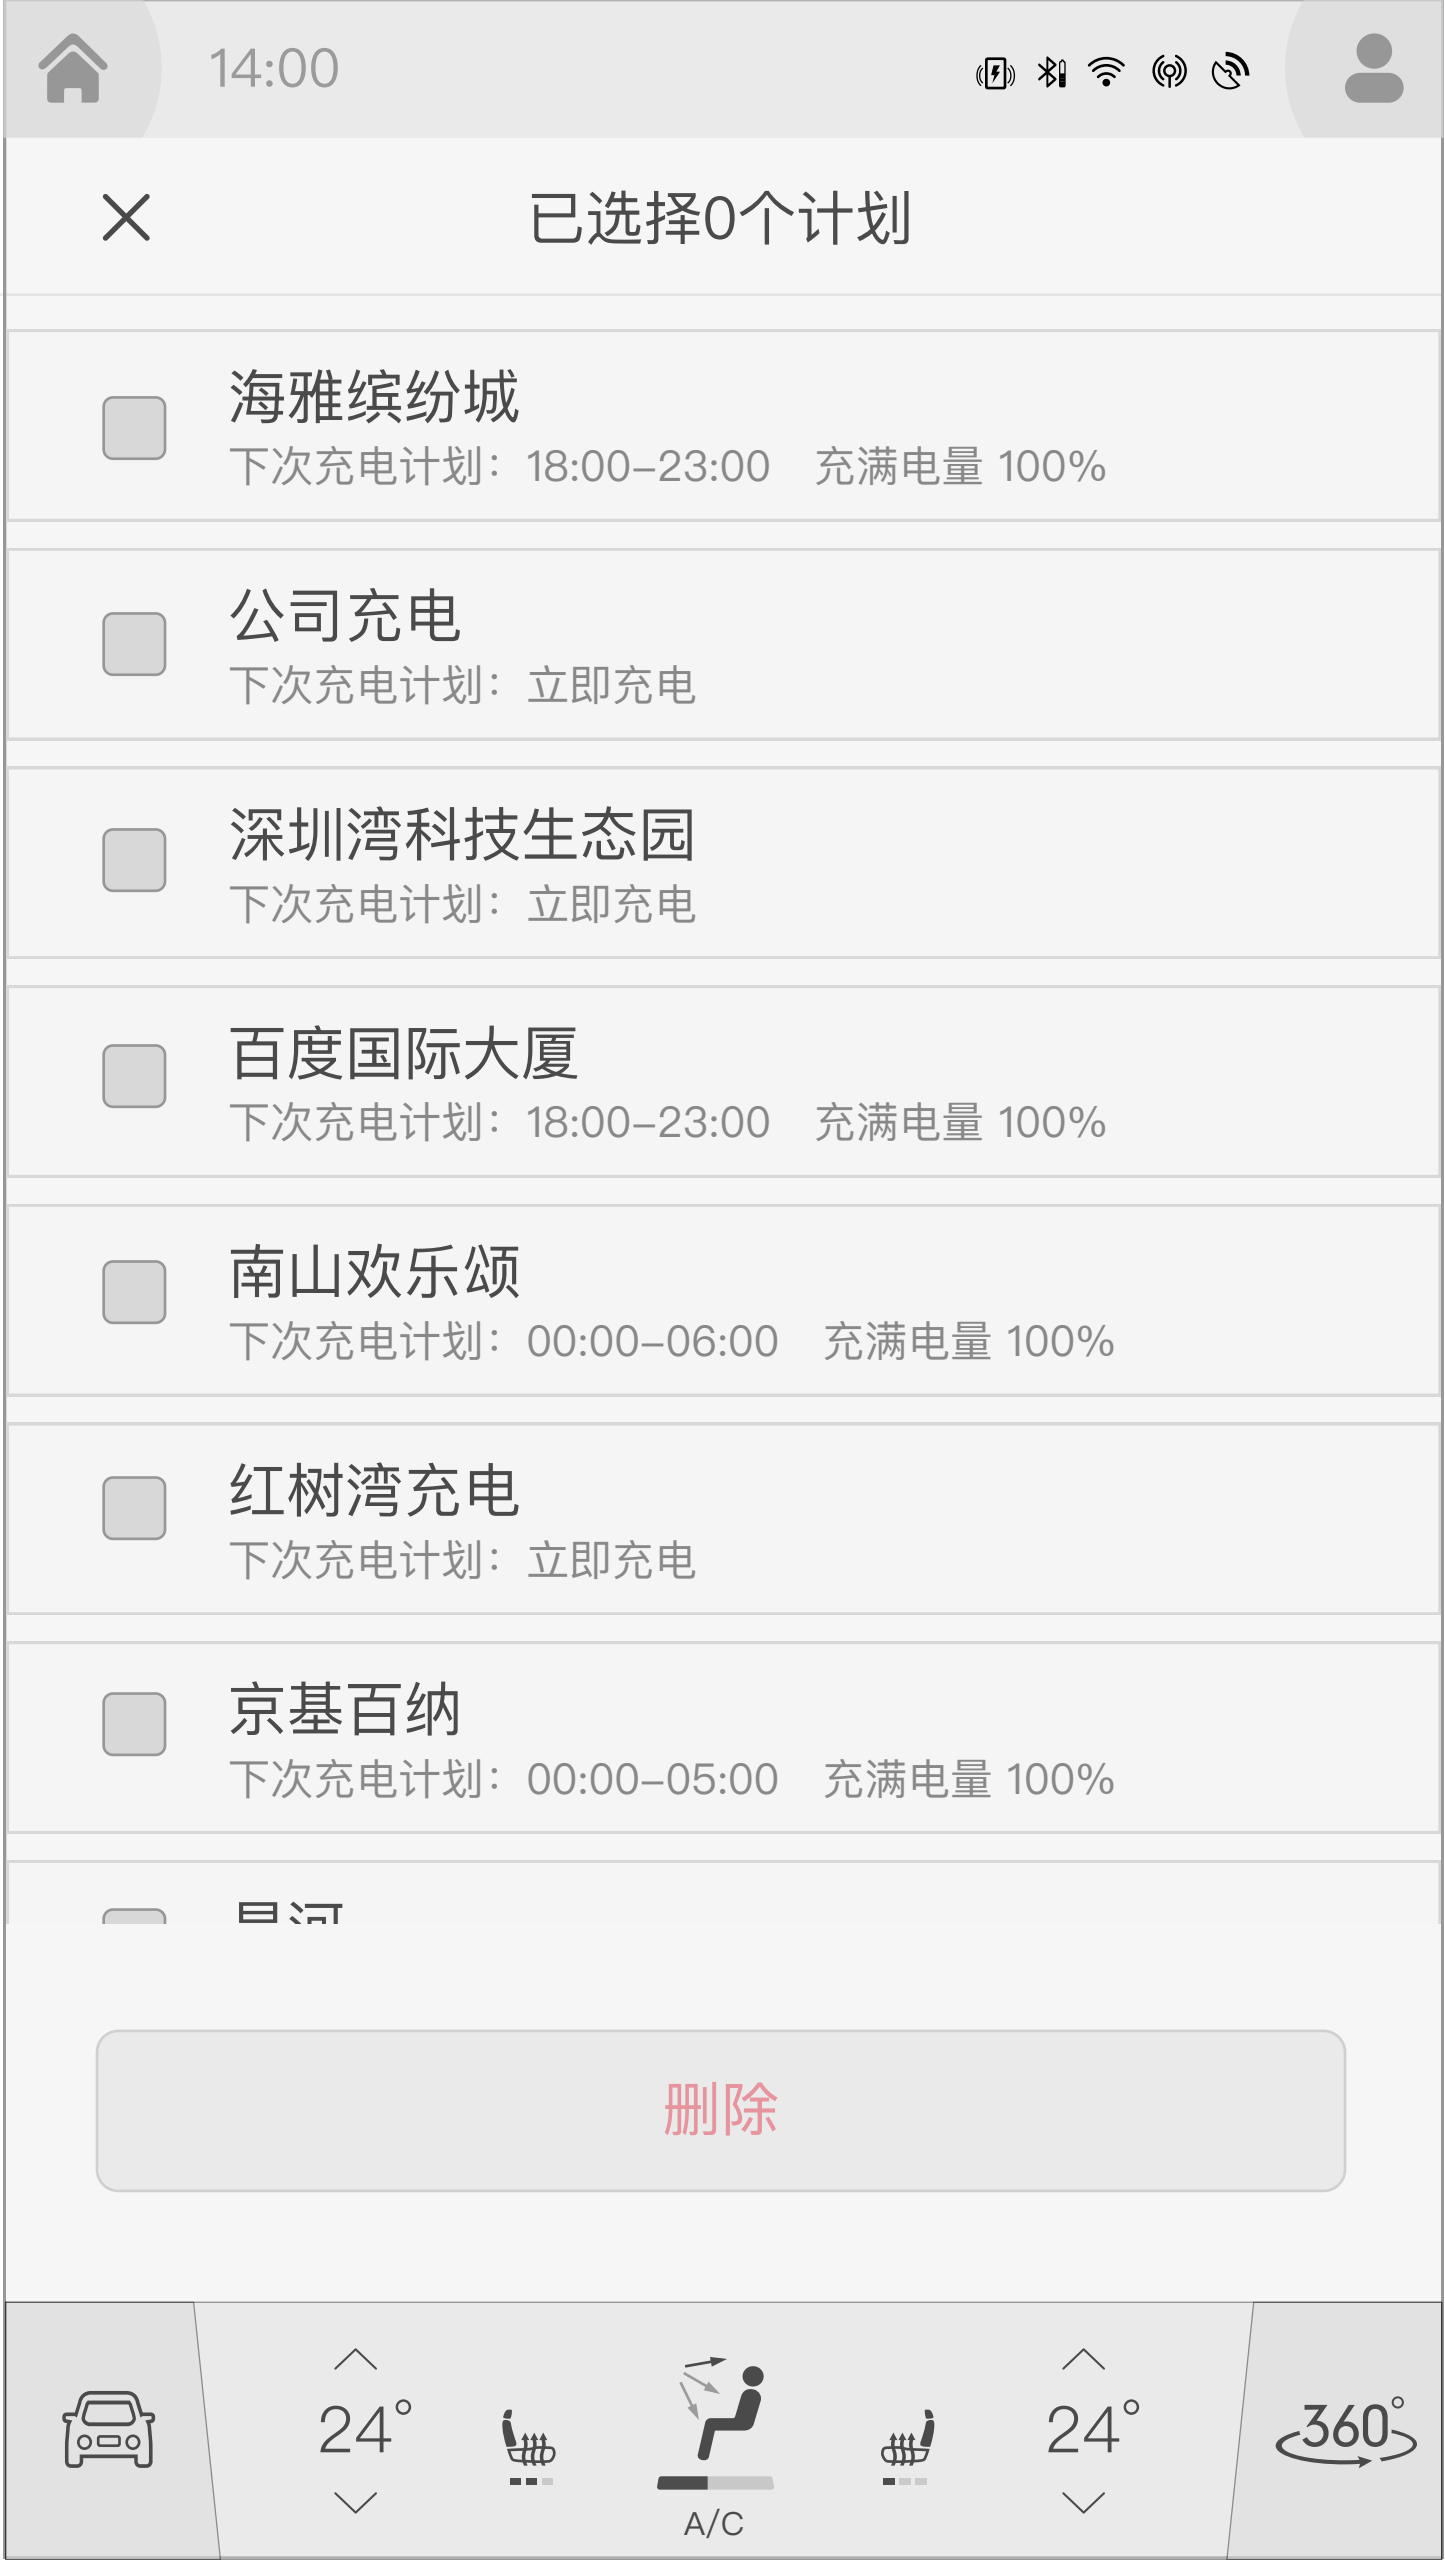 14:00
已选择0个计划
海雅缤纷城
下次充电计划：18:00–23:00 充满电量 100%
公司充电
下次充电计划：立即充电
深圳湾科技生态园
下次充电计划：立即充电
百度国际大厦
下次充电计划：18:00–23:00 充满电量 100%
南山欢乐颂
下次充电计划：00:00–06:00 充满电量 100%
红树湾充电
下次充电计划：立即充电
京基百纳
下次充电计划：00:00–05:00 充满电量 100%
删除
24° 24° 360°
A/C